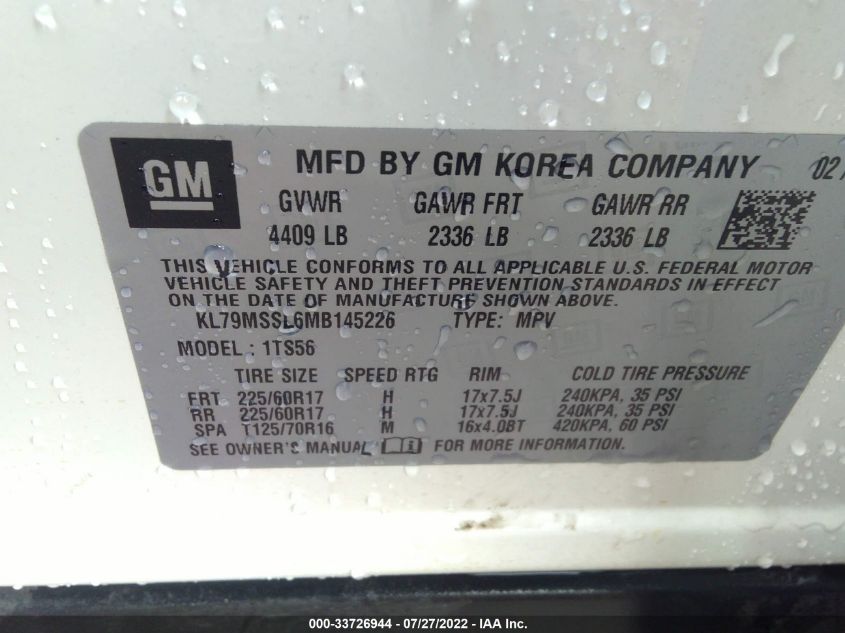 GM
MFD BY GM KOREA COMPANY 02/
GVWR GAWR FRT GAWR RR
4409 LB 2336 LB 2336 LB
THIS VEHICLE CONFORMS TO ALL APPLICABLE U.S. FEDERAL MOTOR
VEHICLE SAFETY AND THEFT PREVENTION STANDARDS IN EFFECT
ON THE DATE OF MANUFACTURE SHOWN ABOVE.
KL79MSSL6MB145226 TYPE: MPV
MODEL : 1TS56
TIRE SIZE SPEED RTG RIM COLD TIRE PRESSURE
FRT 225/60R17 H 17x7.5J 240KPA, 35 PSI
RR 225/60R17 H 17x7.5J 240KPA, 35 PSI
SPA T125/70R16 M 16x4.0BT 420KPA, 60 PSI
SEE OWNER'S MANUAL i FOR MORE INFORMATION.
000-33726944 / 07/27/2022 - IAA Inc.